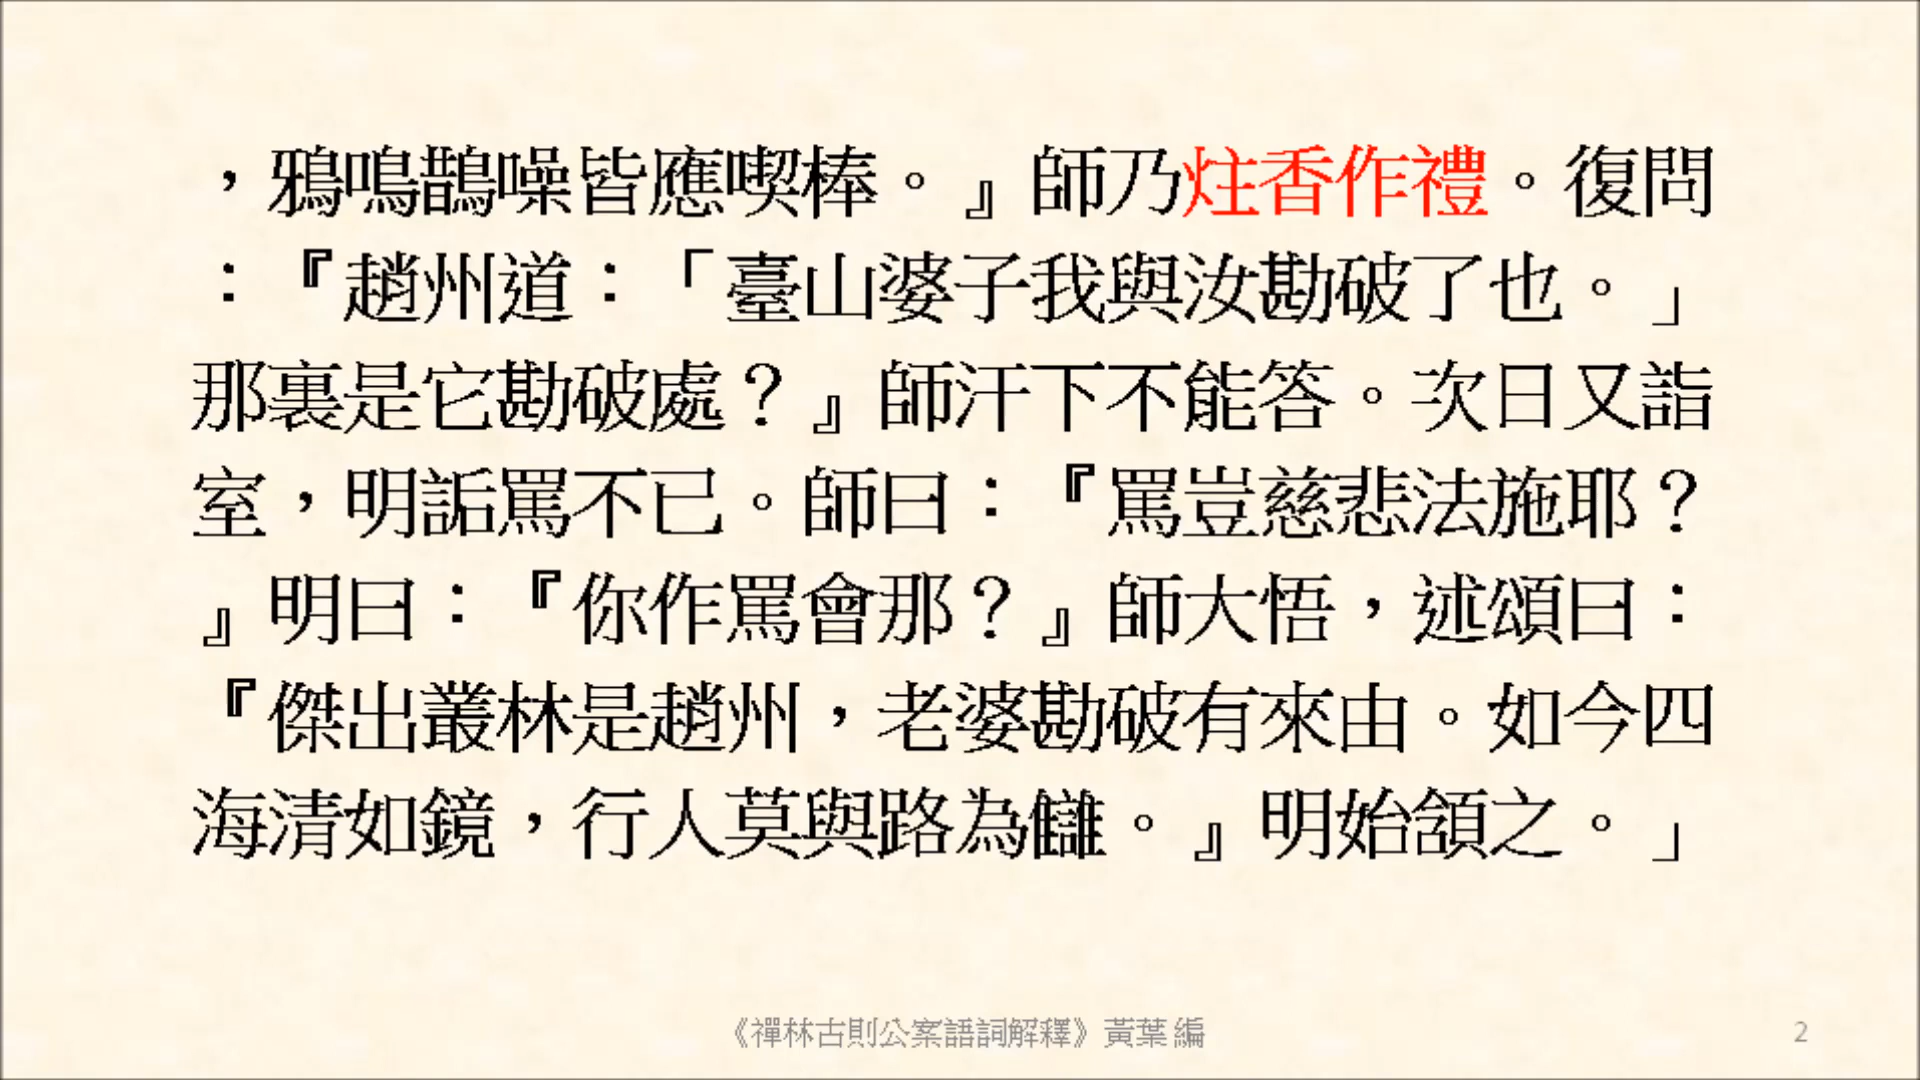 ，鴉鳴鵲噪皆應喫棒。』師乃炷香作禮。復問
：『趙州道：「臺山婆子我與汝勘破了也。」
那裏是它勘破處？』師汗下不能答。次日又詣
室，明詬罵不已。師曰：『罵豈慈悲法施耶？
』明曰：『你作罵會那？』師大悟，述頌曰：
『傑出叢林是趙州，老婆勘破有來由。如今四
海清如鏡，行人莫與路為讎。』明始頷之。」
《禪林古則公案語詞解釋》黃葉 編
2